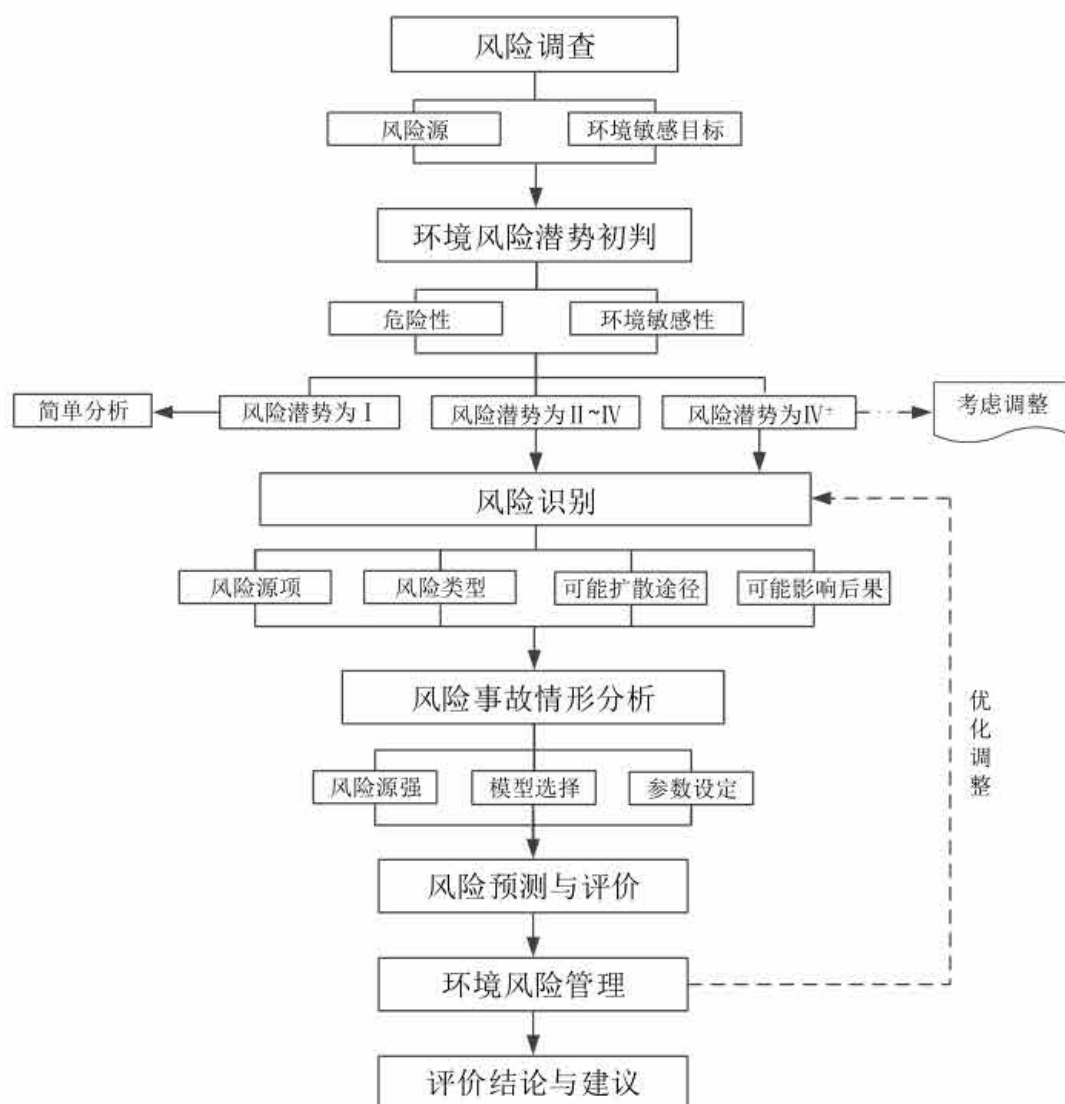 风险调查
风险源
环境敏感目标
环境风险潜势初判
危险性
环境敏感性
简单分析
风险潜势为Ⅰ
风险潜势为Ⅱ~Ⅳ
风险潜势为Ⅳ⁺
考虑调整
风险识别
风险源项
风险类型
可能扩散途径
可能影响后果
风险事故情形分析
优化调整
风险源强
模型选择
参数设定
风险预测与评价
环境风险管理
评价结论与建议